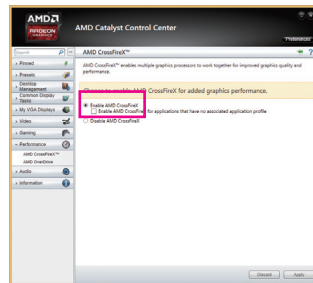 AMD
RADEON
GRAPHICS
AMD Catalyst Control Center
Preferences
Search
AMD CrossFireX™
Pinned
Presets
Desktop Management
Common Display Tasks
My VGA Displays
Video
Gaming
Performance
AMD CrossFireX™
AMD OverDrive
Audio
Information
AMD CrossFireX™ enables multiple graphics processors to work together for improved graphics quality and
performance.
Choose to enable AMD CrossFireX for added graphics performance.
Enable AMD CrossFireX
Enable AMD CrossFireX for applications that have no associated application profile
Disable AMD CrossFireX
Discard Apply